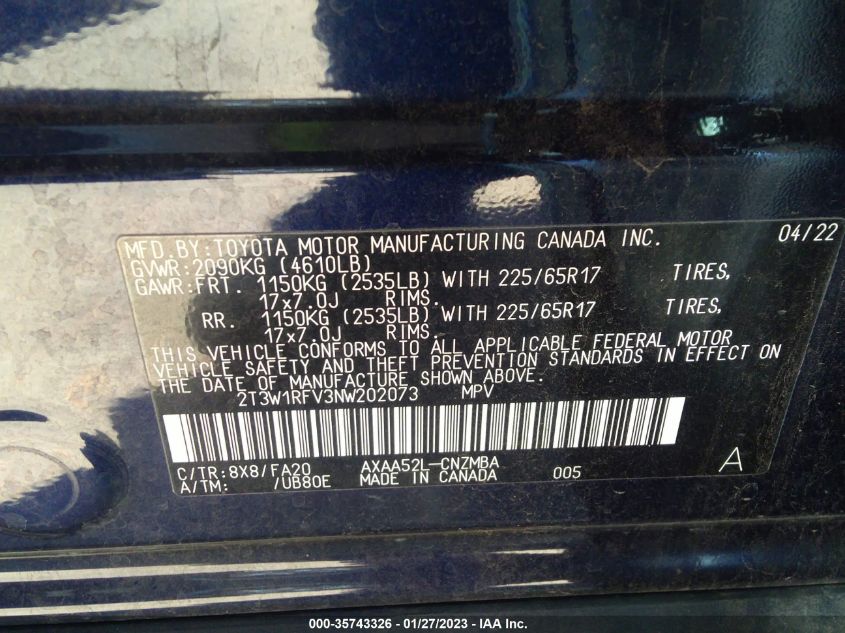 MFD. BY: TOYOTA MOTOR MANUFACTURING CANADA INC. 04/22
GVWR: 2090KG (4610LB)
GAWR: FRT. 1150KG (2535LB) WITH 225/65R17 TIRES,
17x7.0J RIMS.
RR. 1150KG (2535LB) WITH 225/65R17 TIRES,
17x7.0J RIMS.
THIS VEHICLE CONFORMS TO ALL APPLICABLE FEDERAL MOTOR
VEHICLE SAFETY AND THEFT PREVENTION STANDARDS IN EFFECT ON
THE DATE OF MANUFACTURE SHOWN ABOVE.
2T3W1RFV3NW202073 MPV
C/TR: 8X8/FA20 AXAA52L-CNZMBA
A/TM: /UB80E MADE IN CANADA 005 A
000-35743326 - 01/27/2023 - IAA Inc.